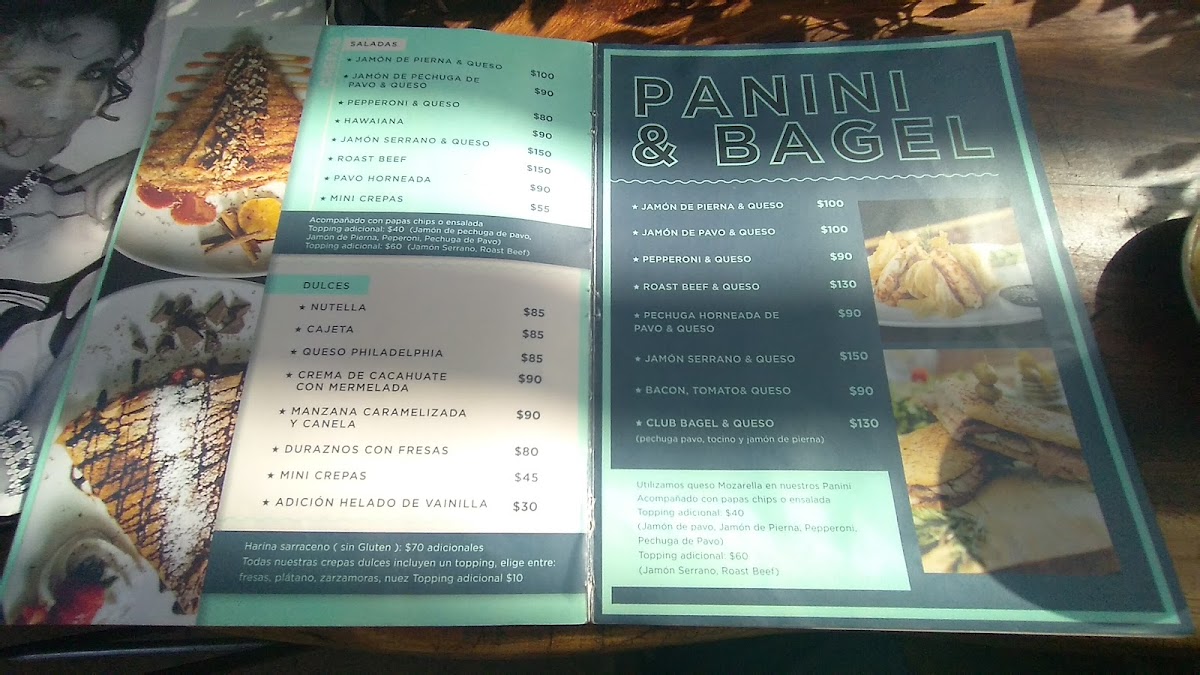 SALADAS
★ JAMÓN DE PIERNA & QUESO $100
★ JAMÓN DE PECHUGA DE
PAVO & QUESO $90
★ PEPPERONI & QUESO $80
★ HAWAIANA $90
★ JAMÓN SERRANO & QUESO $150
★ ROAST BEEF $150
★ PAVO HORNEADA $90
★ MINI CREPAS $55
Acompañado con papas chips o ensalada
Topping adicional: $40 (Jamón de pechuga de pavo,
Jamón de Pierna, Peperoni, Pechuga de Pavo)
Topping adicional: $60 (Jamón Serrano, Roast Beef)
DULCES
★ NUTELLA $85
★ CAJETA $85
★ QUESO PHILADELPHIA $85
★ CREMA DE CACAHUATE
CON MERMELADA $90
★ MANZANA CARAMELIZADA
Y CANELA $90
★ DURAZNOS CON FRESAS $80
★ MINI CREPAS $45
★ ADICIÓN HELADO DE VAINILLA $30
Harina sarraceno ( sin Gluten ): $70 adicionales
Todas nuestras crepas dulces incluyen un topping, elige entre:
fresas, plátano, zarzamoras, nuez Topping adicional $10
PANINI
& BAGEL
★ JAMÓN DE PIERNA & QUESO $100
★ JAMÓN DE PAVO & QUESO $100
★ PEPPERONI & QUESO $90
★ ROAST BEEF & QUESO $130
★ PECHUGA HORNEADA DE
PAVO & QUESO $90
★ JAMÓN SERRANO & QUESO $150
★ BACON, TOMATO& QUESO $90
★ CLUB BAGEL & QUESO $130
(pechuga pavo, tocino y jamón de pierna)
Utilizamos queso Mozarella en nuestros Panini
Acompañado con papas chips o ensalada
Topping adicional: $40
(Jamón de pavo, Jamón de Pierna, Pepperoni,
Pechuga de Pavo)
Topping adicional: $60
(Jamón Serrano, Roast Beef)